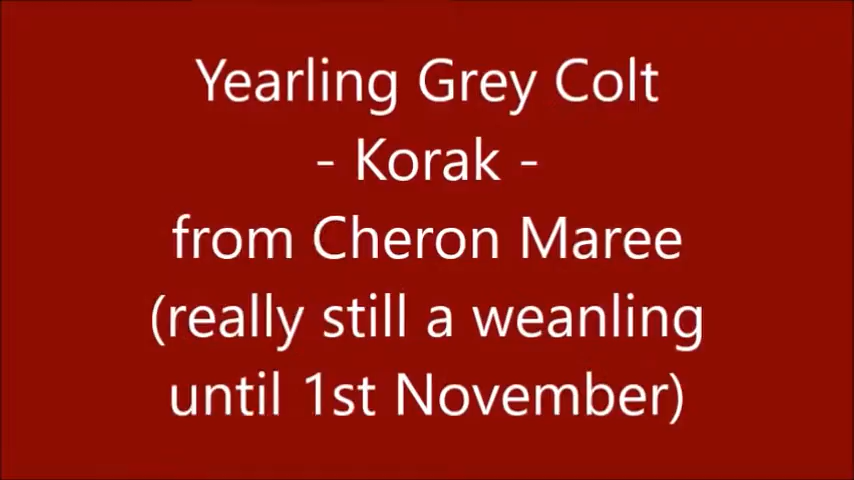 Yearling Grey Colt
- Korak -
from Cheron Maree
(really still a weanling
until 1st November)